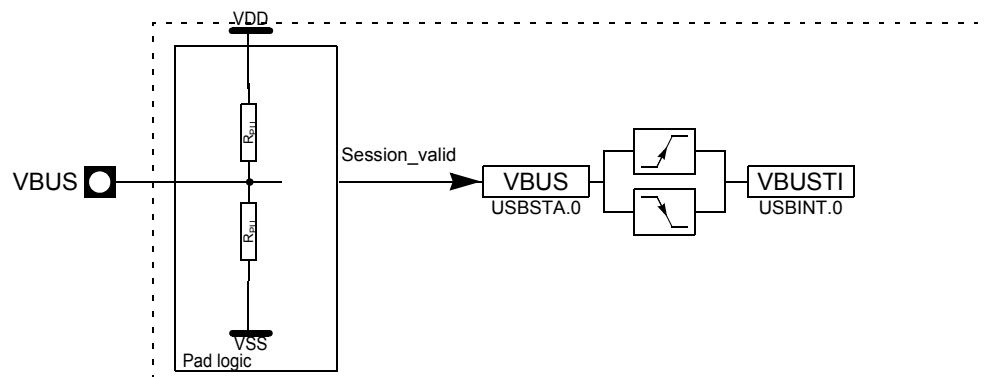 VDD
R_PU
Session_valid
VBUS
VBUS
VBUSTI
USBSTA.0
USBINT.0
R_PU
VSS
Pad logic